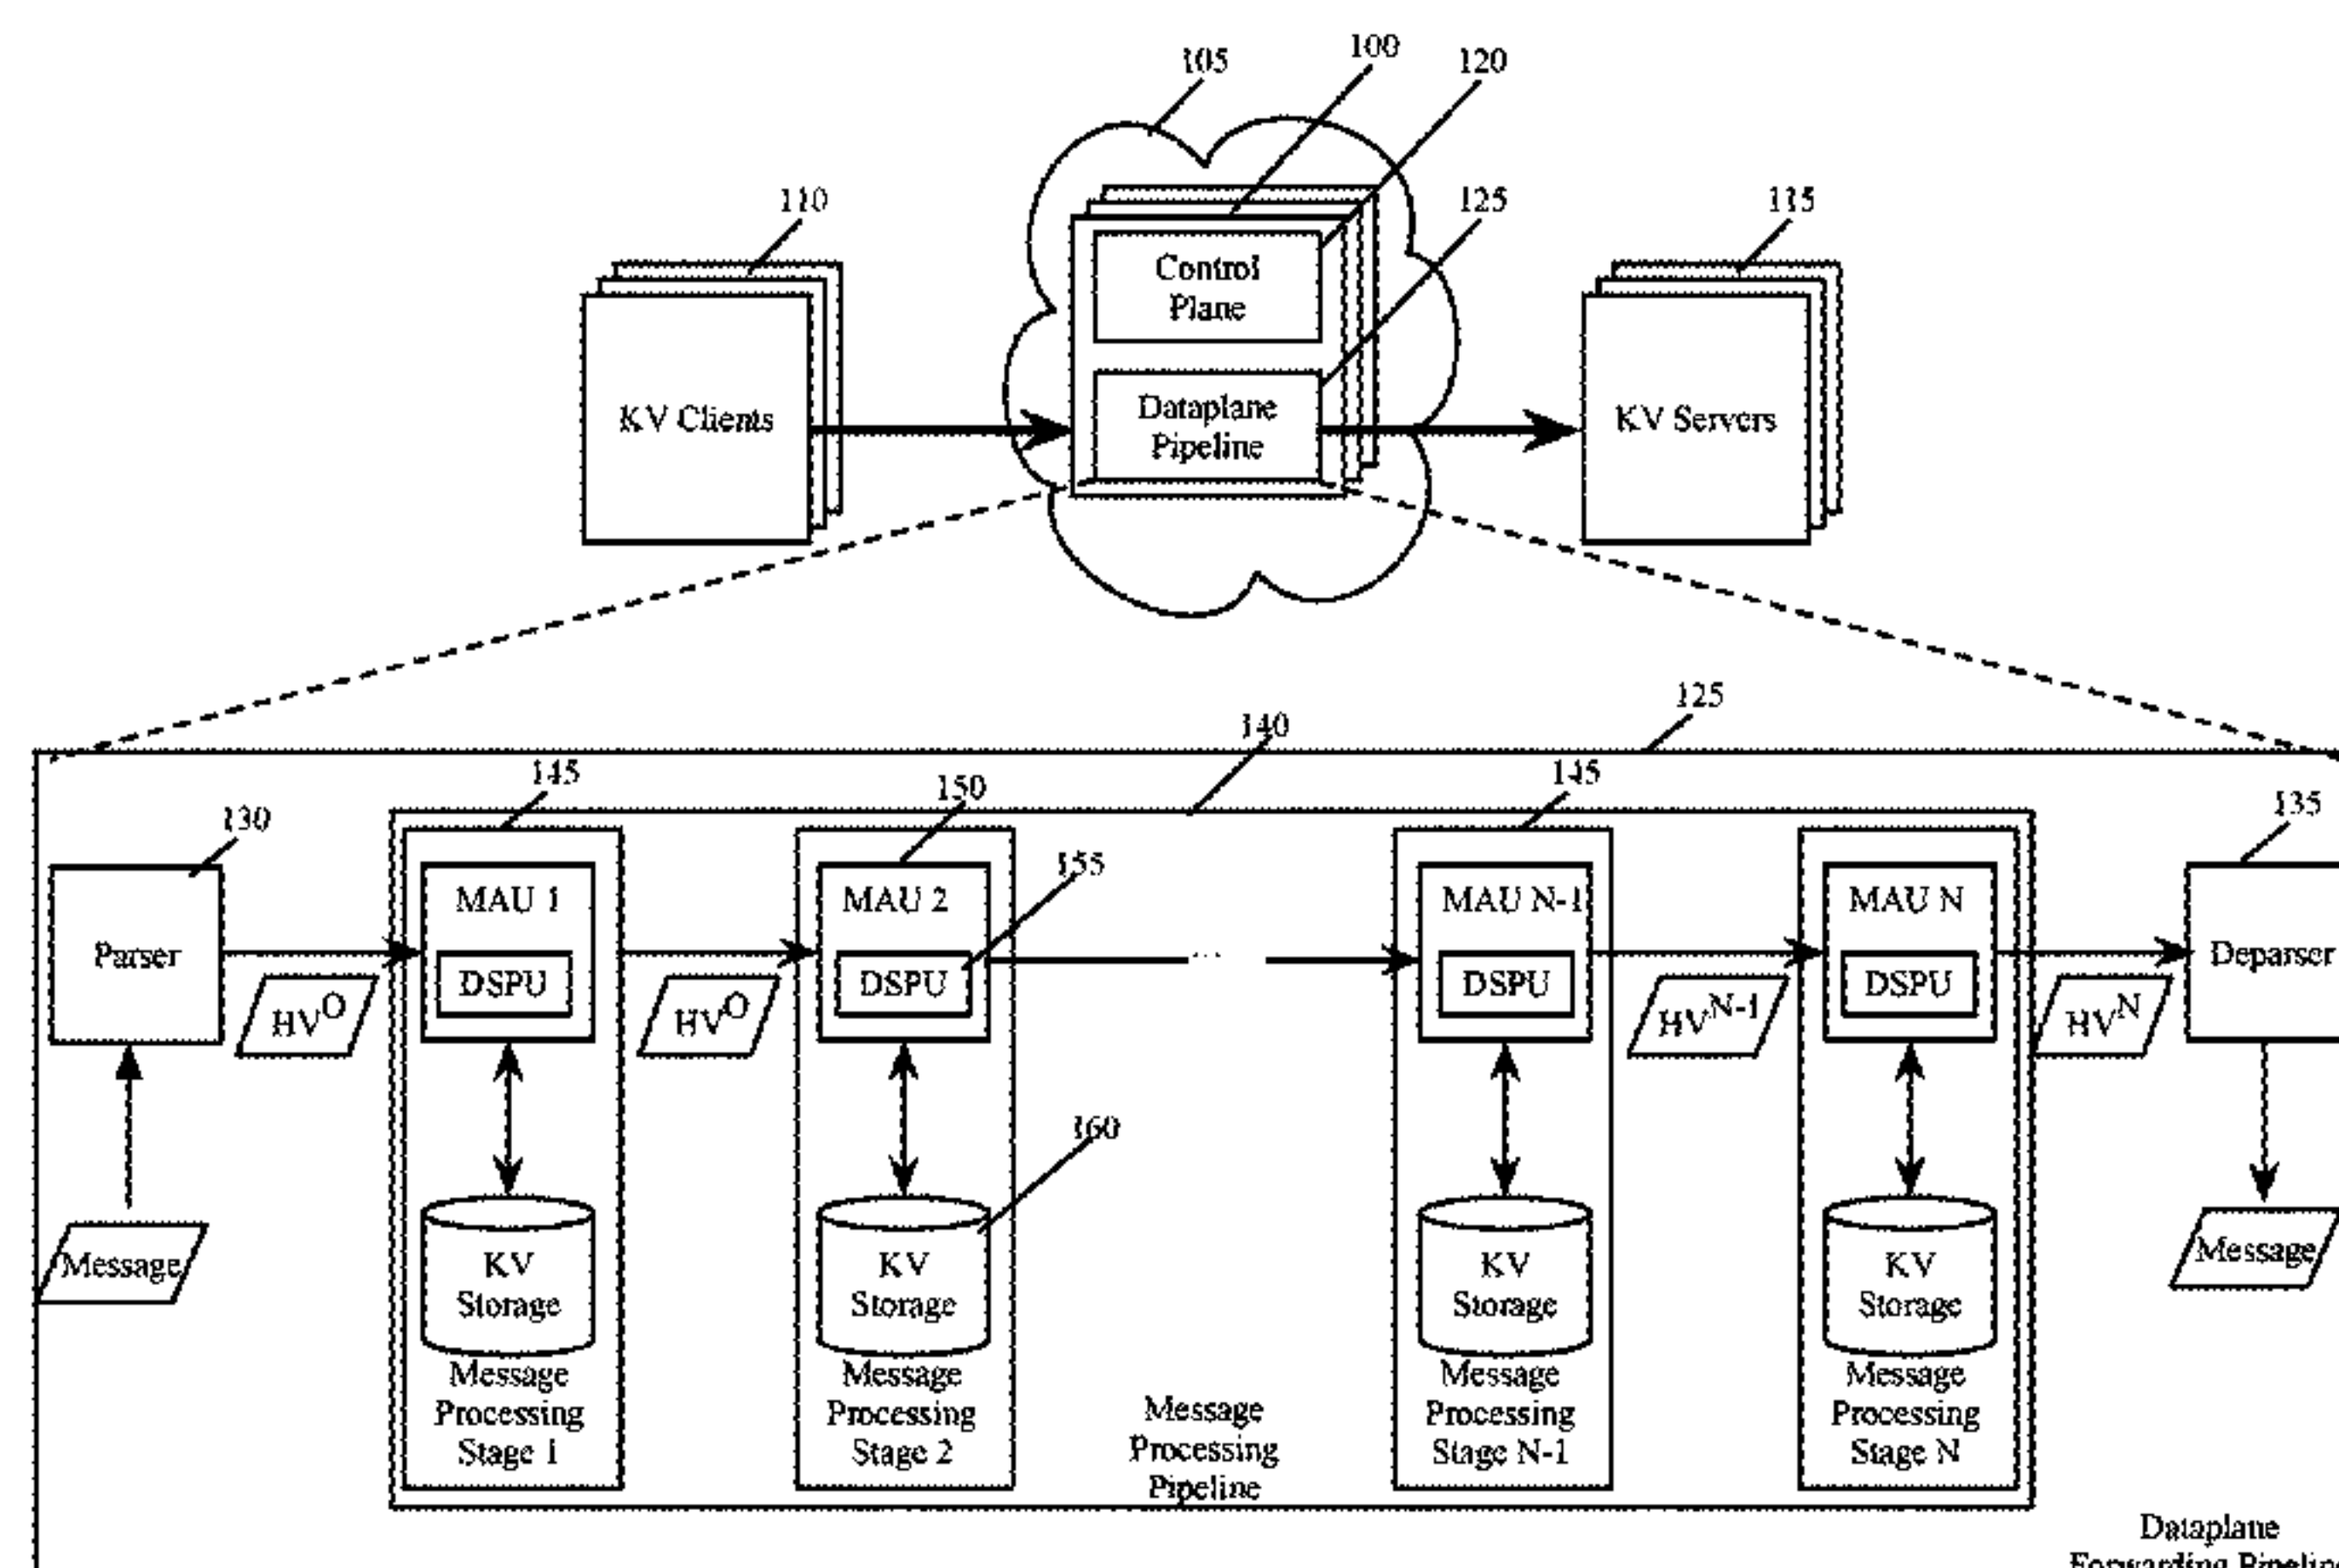 105
100
120
110
125
115
Control
Plane
KV Clients
Dataplane
Pipeline
KV Servers
125
140
145
150
145
135
130
155
MAU 1
MAU 2
MAU N-1
MAU N
Parser
DSPU
DSPU
DSPU
DSPU
Deparser
HV^O
HV^O
HV^N-1
HV^N
160
Message
KV
Storage
KV
Storage
KV
Storage
KV
Storage
Message
Message
Processing
Stage 1
Message
Processing
Stage 2
Message
Processing
Pipeline
Message
Processing
Stage N-1
Message
Processing
Stage N
Dataplane
Forwarding Pipeline